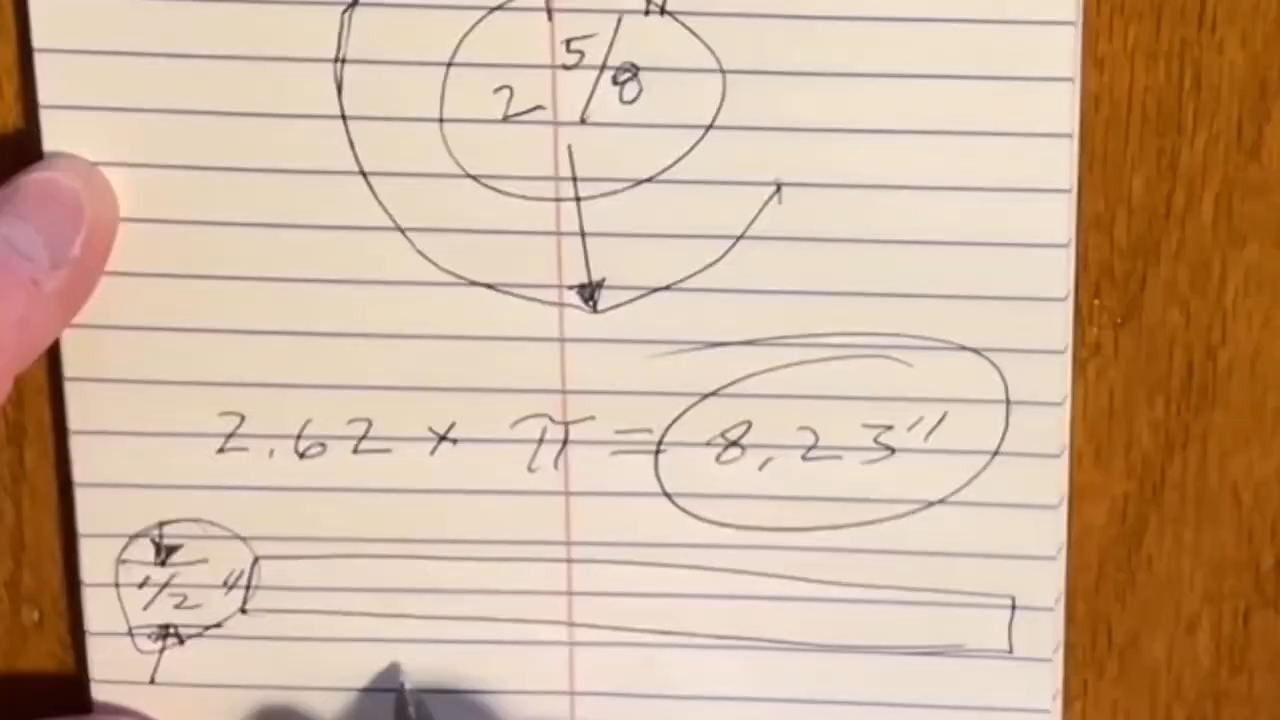 2 5/8
2.62 × π = 8.23"
1/2"